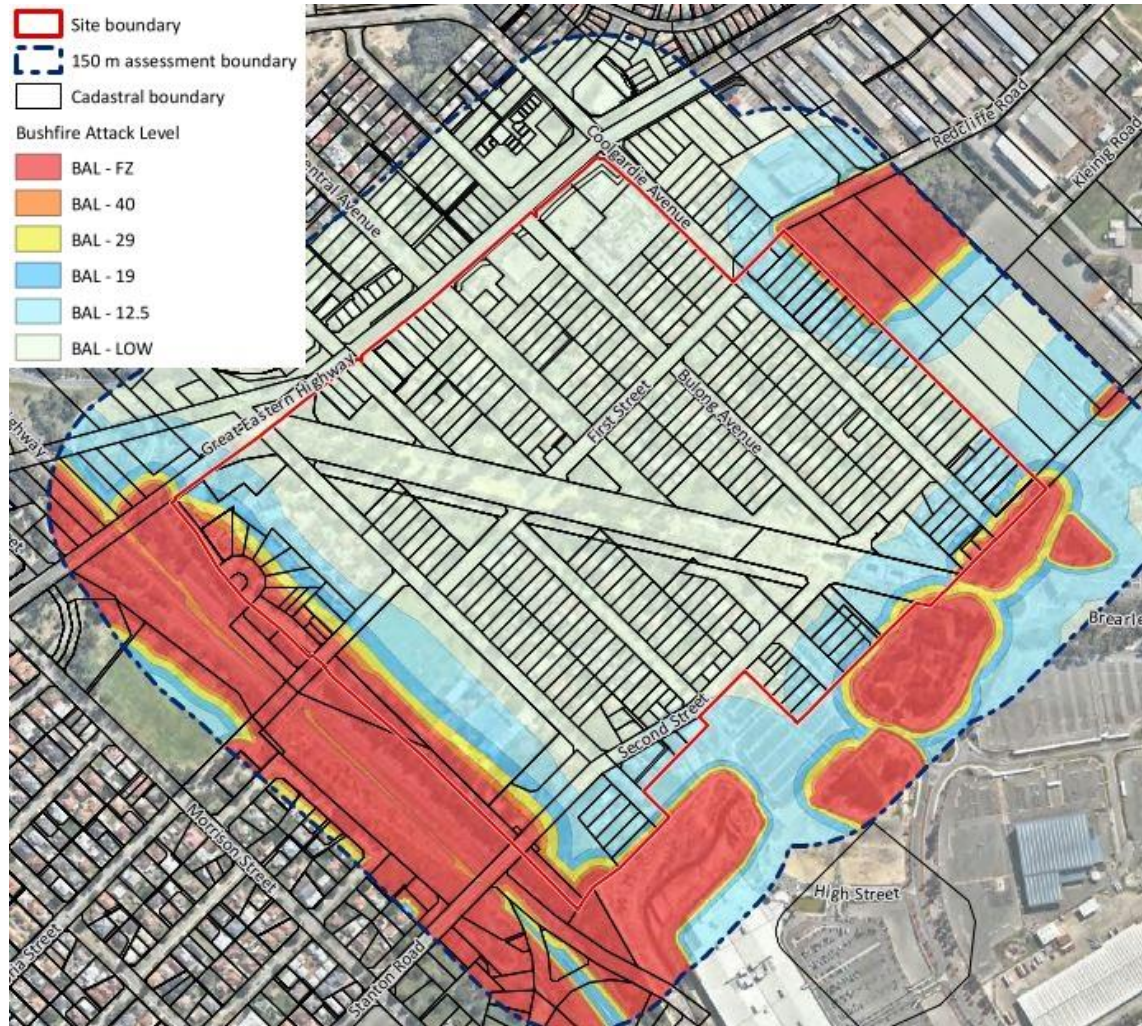 Site boundary
150 m assessment boundary
Cadastral boundary
Bushfire Attack Level
BAL - FZ
BAL - 40
BAL - 29
BAL - 19
BAL - 12.5
BAL - LOW
Coolgardie Avenue
Redcliffe Road
Kleinig Road
Central Avenue
Great Eastern Highway
First Street
Bulong Avenue
Second Street
Brearle
Morrison Street
High Street
Stanton Road